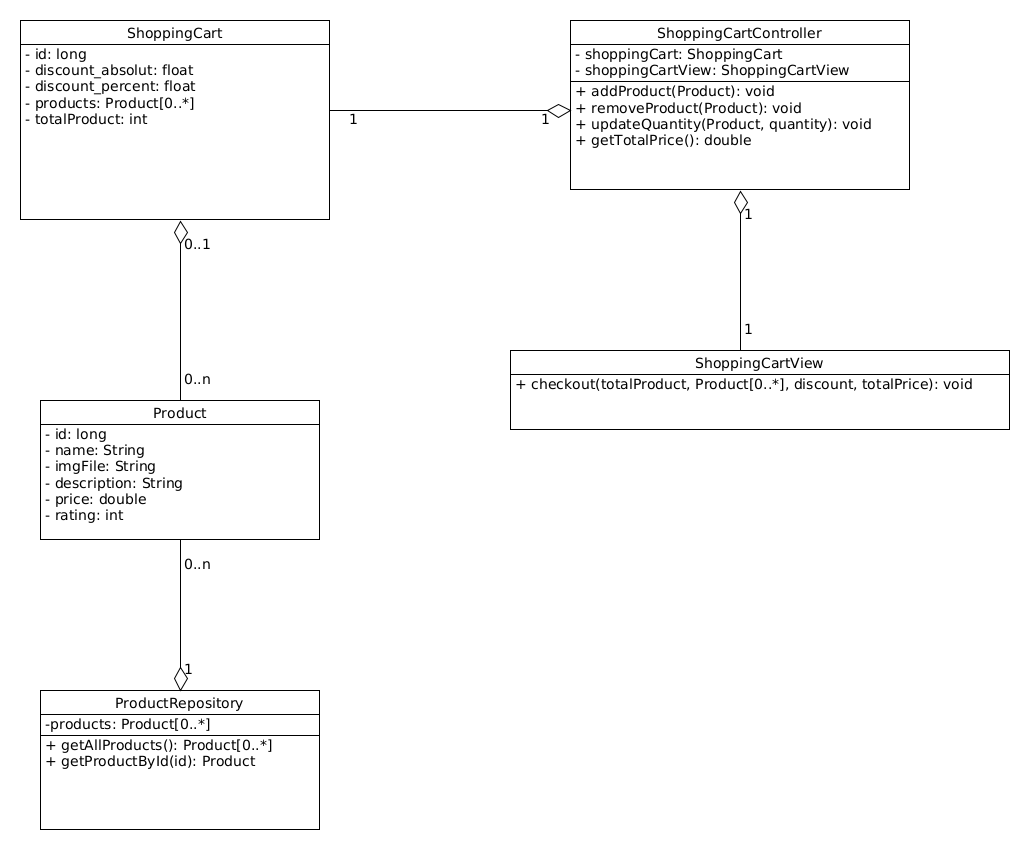 ShoppingCart
- id: long
- discount_absolut: float
- discount_percent: float
- products: Product[0..*]
- totalProduct: int
ShoppingCartController
- shoppingCart: ShoppingCart
- shoppingCartView: ShoppingCartView
+ addProduct(Product): void
+ removeProduct(Product): void
+ updateQuantity(Product, quantity): void
+ getTotalPrice(): double
1
1
0..1
1
0..n
1
ShoppingCartView
+ checkout(totalProduct, Product[0..*], discount, totalPrice): void
Product
- id: long
- name: String
- imgFile: String
- description: String
- price: double
- rating: int
0..n
1
ProductRepository
-products: Product[0..*]
+ getAllProducts(): Product[0..*]
+ getProductById(id): Product